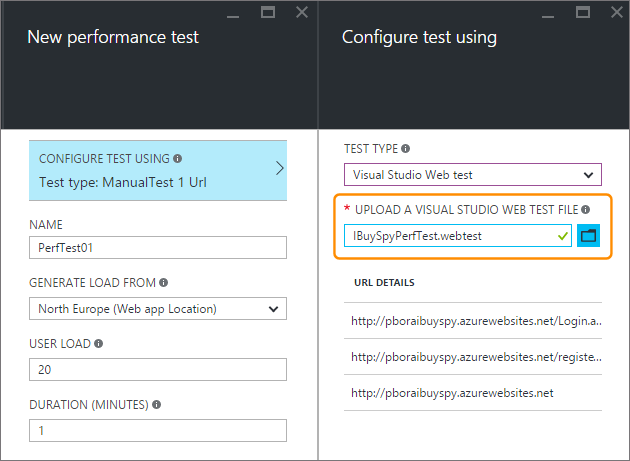 New performance test
CONFIGURE TEST USING
Test type: ManualTest 1 Url
NAME
PerfTest01
GENERATE LOAD FROM
North Europe (Web app Location)
USER LOAD
20
DURATION (MINUTES)
1
Configure test using
TEST TYPE
Visual Studio Web test
* UPLOAD A VISUAL STUDIO WEB TEST FILE
IBuySpyPerfTest.webtest
URL DETAILS
http://pboraibuyspy.azurewebsites.net/Login.a...
http://pboraibuyspy.azurewebsites.net/registe...
http://pboraibuyspy.azurewebsites.net